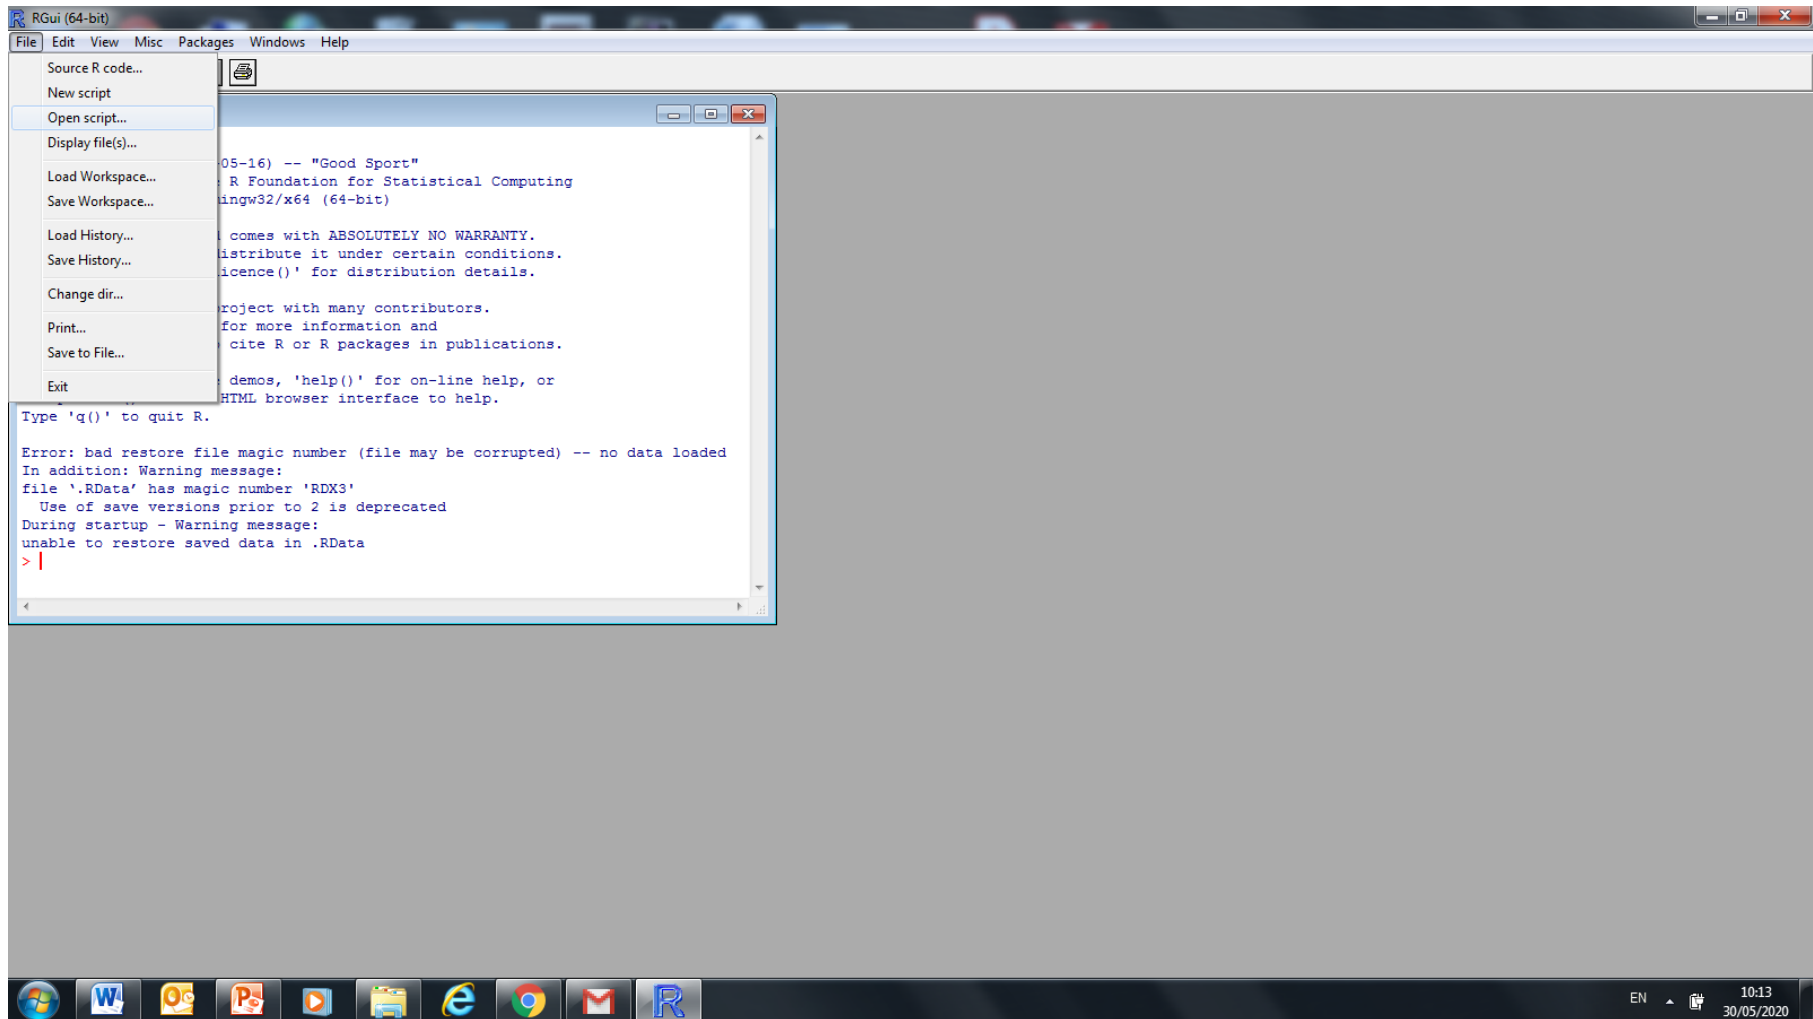 RGui (64-bit)
File Edit View Misc Packages Windows Help
Source R code...
New script
Open script...
Display file(s)...
Load Workspace...
Save Workspace...
Load History...
Save History...
Change dir...
Print...
Save to File...
Exit
05-16) -- "Good Sport"
R Foundation for Statistical Computing
ingw32/x64 (64-bit)
comes with ABSOLUTELY NO WARRANTY.
istribute it under certain conditions.
icence()' for distribution details.
roject with many contributors.
for more information and
cite R or R packages in publications.
demos, 'help()' for on-line help, or
HTML browser interface to help.
Type 'q()' to quit R.
Error: bad restore file magic number (file may be corrupted) -- no data loaded
In addition: Warning message:
file ‘.RData’ has magic number 'RDX3'
Use of save versions prior to 2 is deprecated
During startup - Warning message:
unable to restore saved data in .RData
>
EN
10:13
30/05/2020